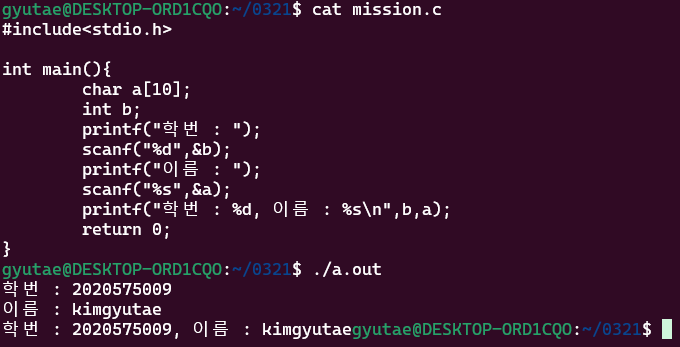 gyutae@DESKTOP-ORD1CQO:~/0321$ cat mission.c
#include<stdio.h>

int main(){
        char a[10];
        int b;
        printf("학번 : ");
        scanf("%d",&b);
        printf("이름 : ");
        scanf("%s",&a);
        printf("학번 : %d, 이름 : %s\n",b,a);
        return 0;
}
gyutae@DESKTOP-ORD1CQO:~/0321$ ./a.out
학번 : 2020575009
이름 : kimgyutae
학번 : 2020575009, 이름 : kimgyutaegyutae@DESKTOP-ORD1CQO:~/0321$